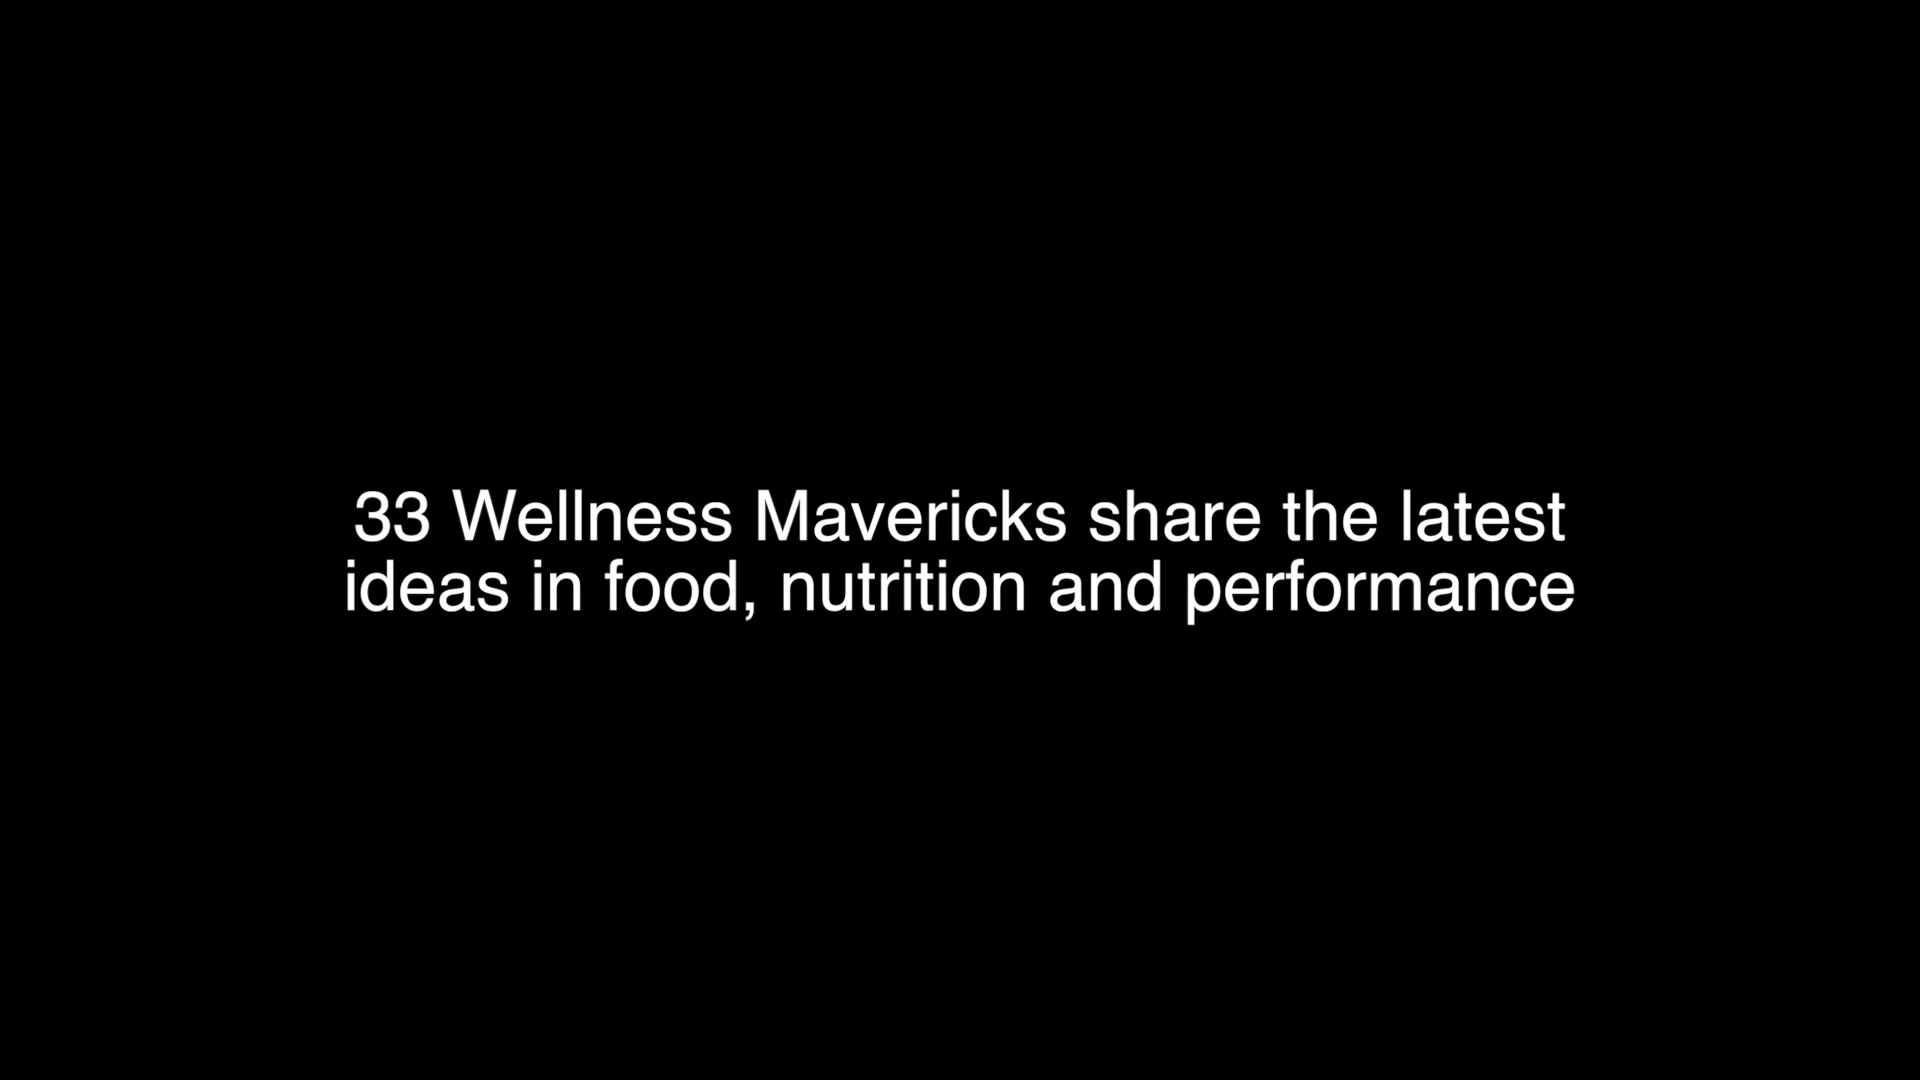 33 Wellness Mavericks share the latest
ideas in food, nutrition and performance